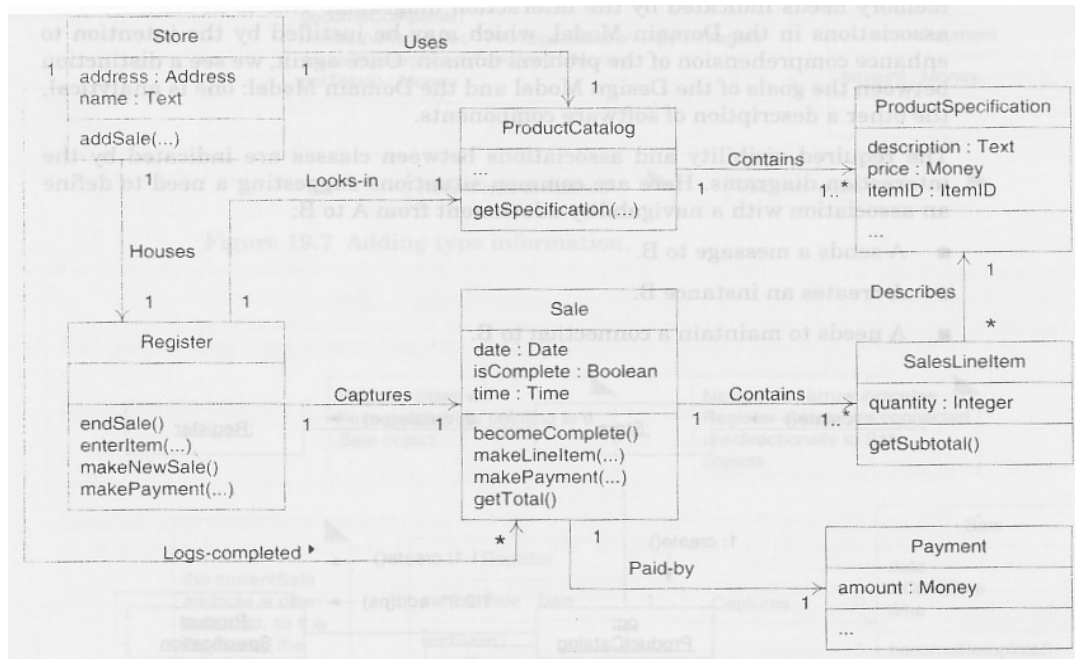 Store
address : Address
name : Text
addSale(...)
1
Uses
1
1
ProductCatalog
...
getSpecification(...)
Contains
1
1..*
ProductSpecification
description : Text
price : Money
itemID : itemID
...
1
Looks-in
1
Houses
1
1
Register
endSale()
enterItem(...)
makeNewSale()
makePayment(...)
Captures
1
1
Sale
date : Date
isComplete : Boolean
time : Time
becomeComplete()
makeLineItem(...)
makePayment(...)
getTotal()
Contains
1
1..
1
Describes
*
SalesLineItem
quantity : Integer
getSubtotal()
Logs-completed
*
1
Paid-by
1
Payment
amount : Money
...
memory needs indicated by the interaction
associations in the Domain Model, which may be justified by the intention to
enhance comprehension of the problem domain. Once again, we see a distinction
between the goals of the Design Model and the Domain Model: one is analytical,
the other a description of software components.
The required visibility and associations between classes are indicated by the
interaction diagrams. Here are common situations suggesting a need to define
an association with a navigability adornment from A to B:
A sends a message to B.
creates an instance B.
A needs to maintain a connection to B.
Figure 19.7 Adding type information